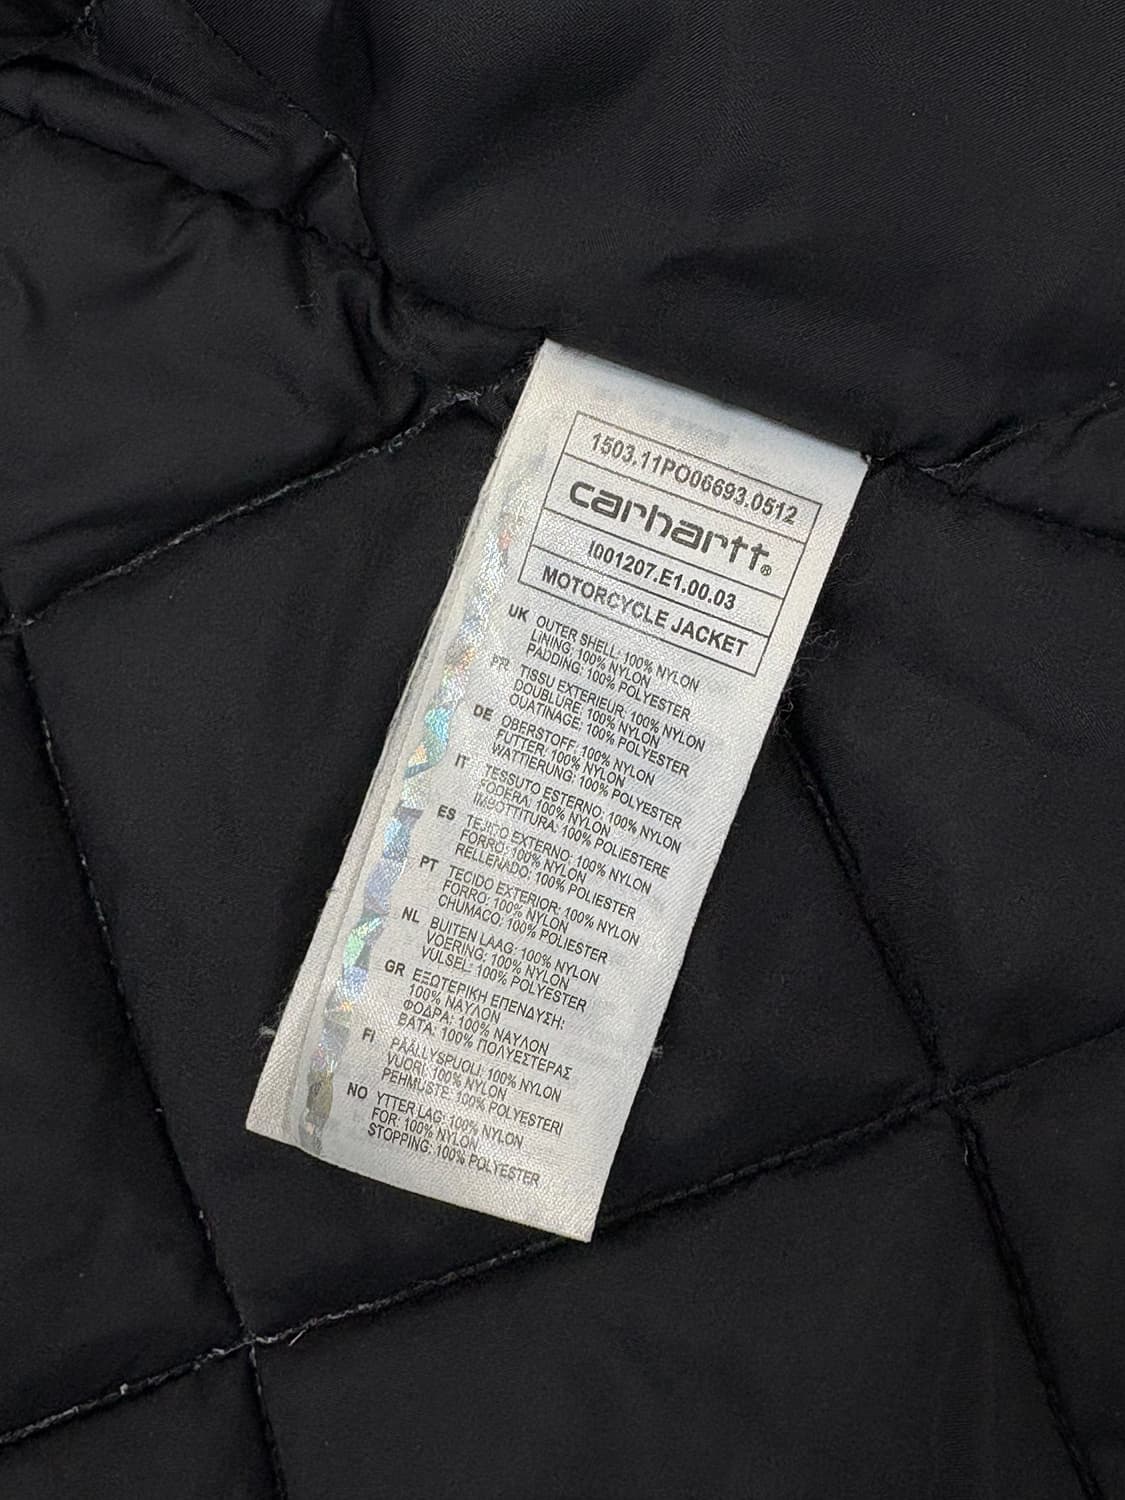 1503.11PO06693.0512
carhartt®
I001207.E1.00.03
MOTORCYCLE JACKET
UK OUTER SHELL: 100% NYLON
LINING: 100% NYLON
PADDING: 100% POLYESTER
FR TISSU EXTERIEUR: 100% NYLON
DOUBLURE: 100% NYLON
OUATINAGE: 100% POLYESTER
DE OBERSTOFF: 100% NYLON
FUTTER: 100% NYLON
WATTIERUNG: 100% POLYESTER
IT TESSUTO ESTERNO: 100% NYLON
FODERA: 100% NYLON
IMBOTTITURA: 100% POLIESTERE
ES TEJIDO EXTERNO: 100% NYLON
FORRO: 100% NYLON
RELLENADO: 100% POLIESTER
PT TECIDO EXTERIOR: 100% NYLON
FORRO: 100% NYLON
CHUMACO: 100% POLIESTER
NL BUITEN LAAG: 100% NYLON
VOERING: 100% NYLON
VULSEL: 100% POLYESTER
GR ΕΞΩΤΕΡΙΚΗ ΕΠΕΝΔΥΣΗ:
100% ΝΑΥΛΟΝ
ΦΟΔΡΑ: 100% ΝΑΥΛΟΝ
ΒΑΤΑ: 100% ΠΟΛΥΕΣΤΕΡΑΣ
FI PÄÄLLYSPUOLI: 100% NYLON
VUORI: 100% NYLON
PEHMUSTE: 100% POLYESTERI
NO YTTER LAG: 100% NYLON
FOR: 100% NYLON
STOPPING: 100% POLYESTER